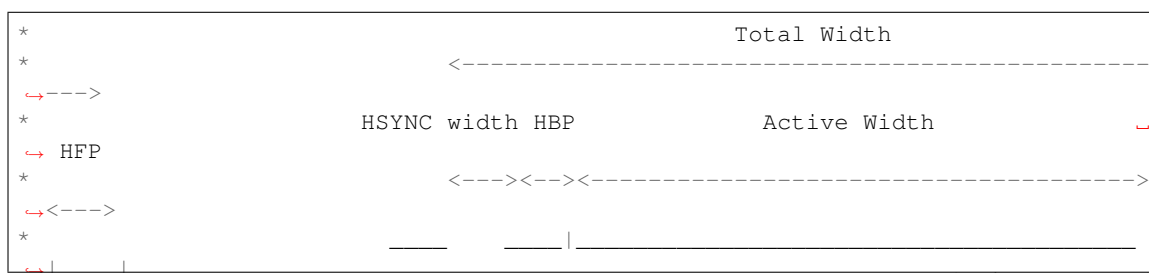 *                                                 Total Width
*                             <------------------------------------------------
↪--->
*                       HSYNC width HBP             Active Width              ␣
↪ HFP
*                             <---><--><-------------------------------------->
↪<--->
*                         ____    ____|_______________________________________
↪|    |